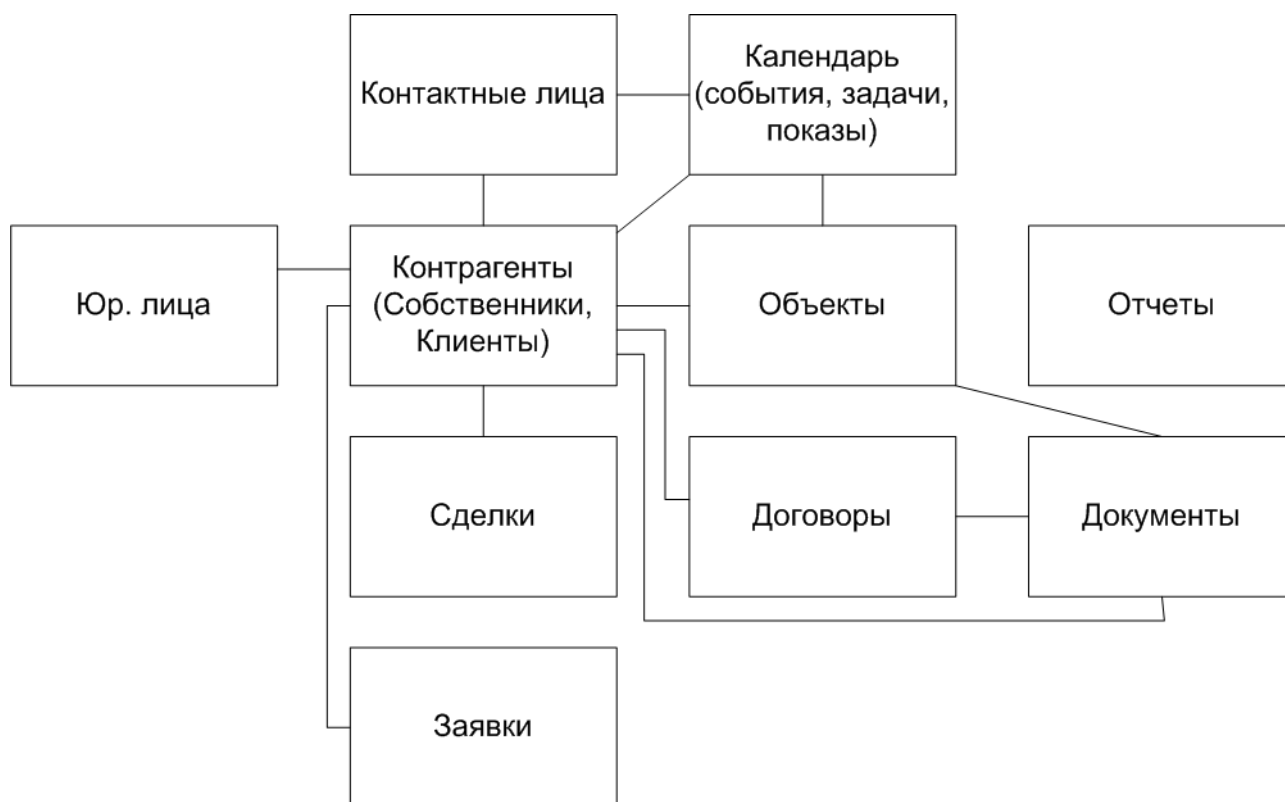 Контактные лица
Календарь
(события, задачи,
показы)
Юр. лица
Контрагенты
(Собственники,
Клиенты)
Объекты
Отчеты
Сделки
Договоры
Документы
Заявки